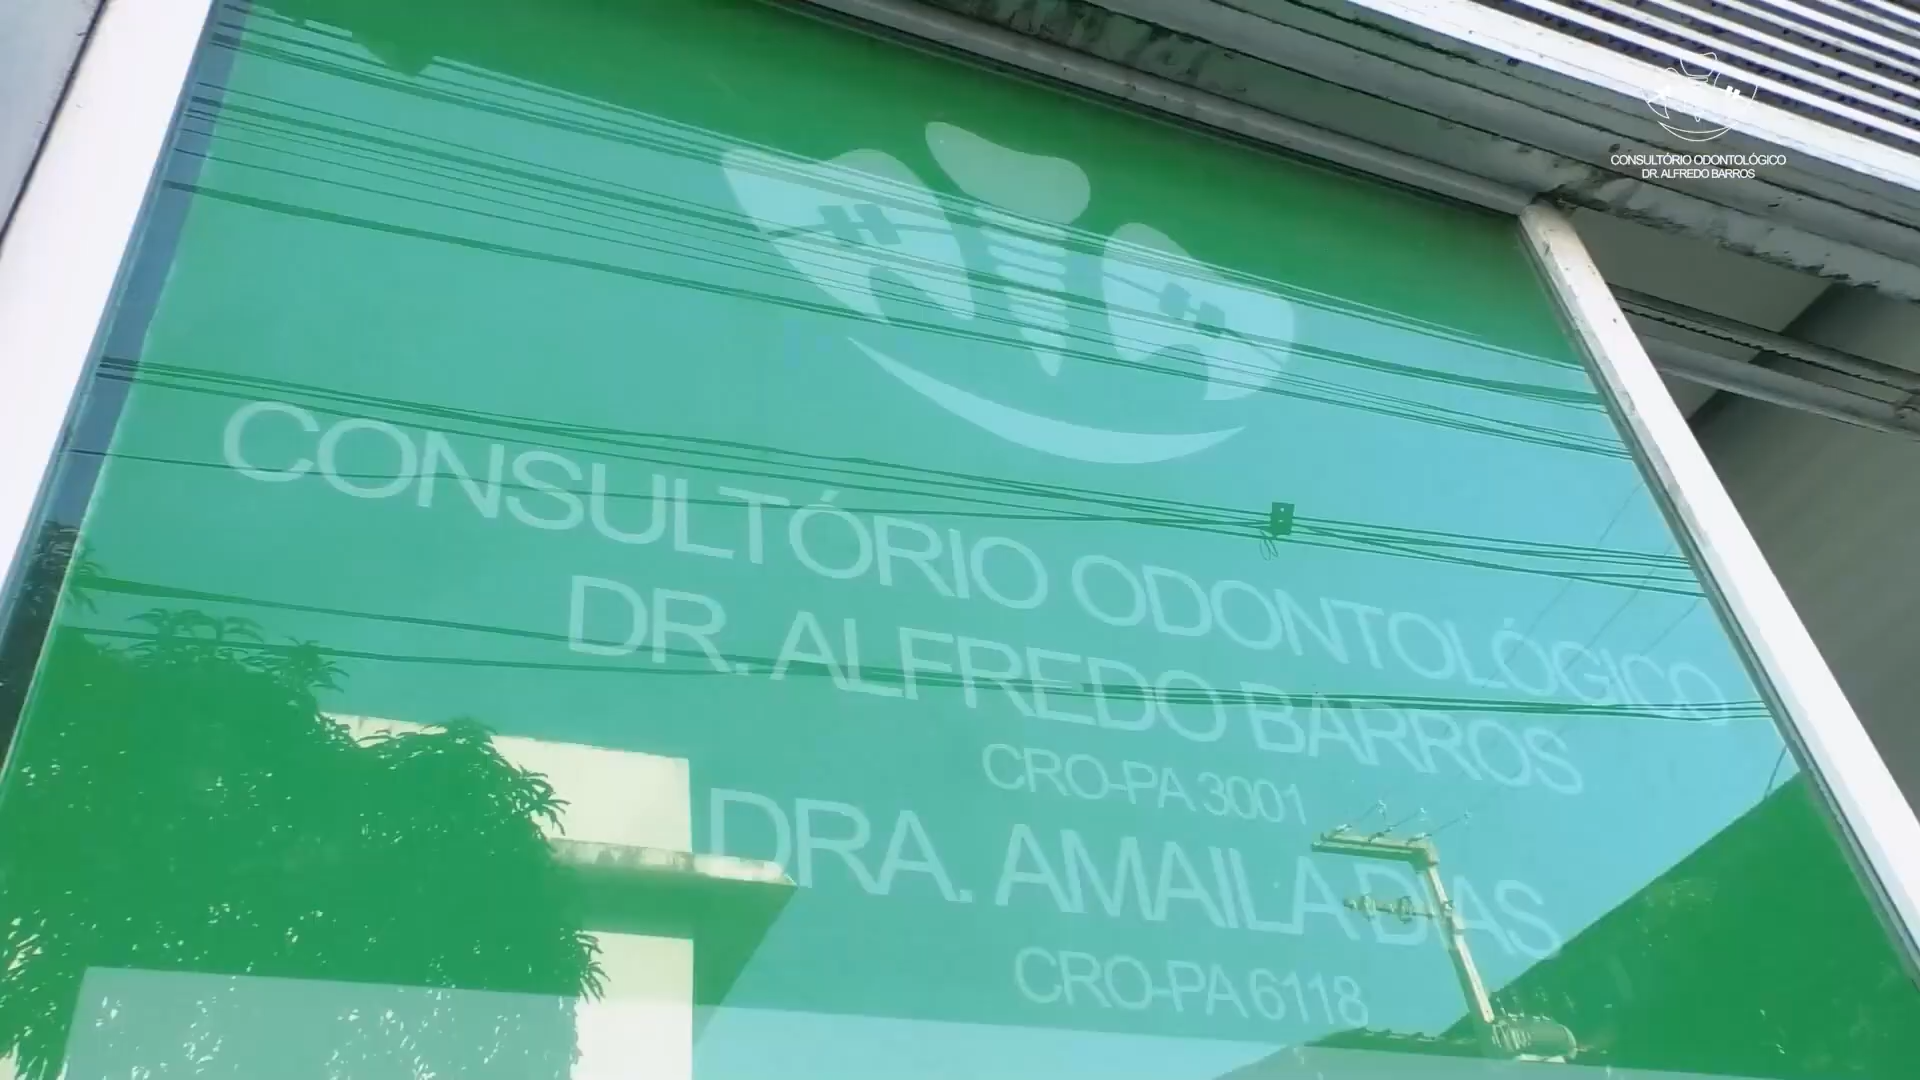 CONSULTÓRIO ODONTOLÓGICO
DR. ALFREDO BARROS
CONSULTÓRIO ODONTOLÓGICO
DR. ALFREDO BARROS
CRO-PA 3001
DRA. AMAILA DIAS
CRO-PA 6118